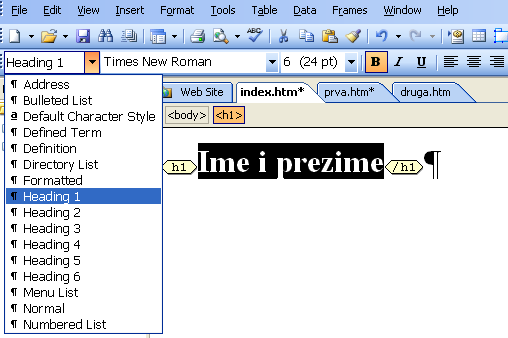 File Edit View Insert Format Tools Table Data Frames Window Help
Heading 1 Times New Roman 6 (24 pt) B I U
Address
Bulleted List
a Default Character Style
Defined Term
Definition
Directory List
Formatted
Heading 1
Heading 2
Heading 3
Heading 4
Heading 5
Heading 6
Menu List
Normal
Numbered List
Web Site index.htm* prva.htm* druga.htm
<body> <h1>
h1 Ime i prezime /h1 ¶